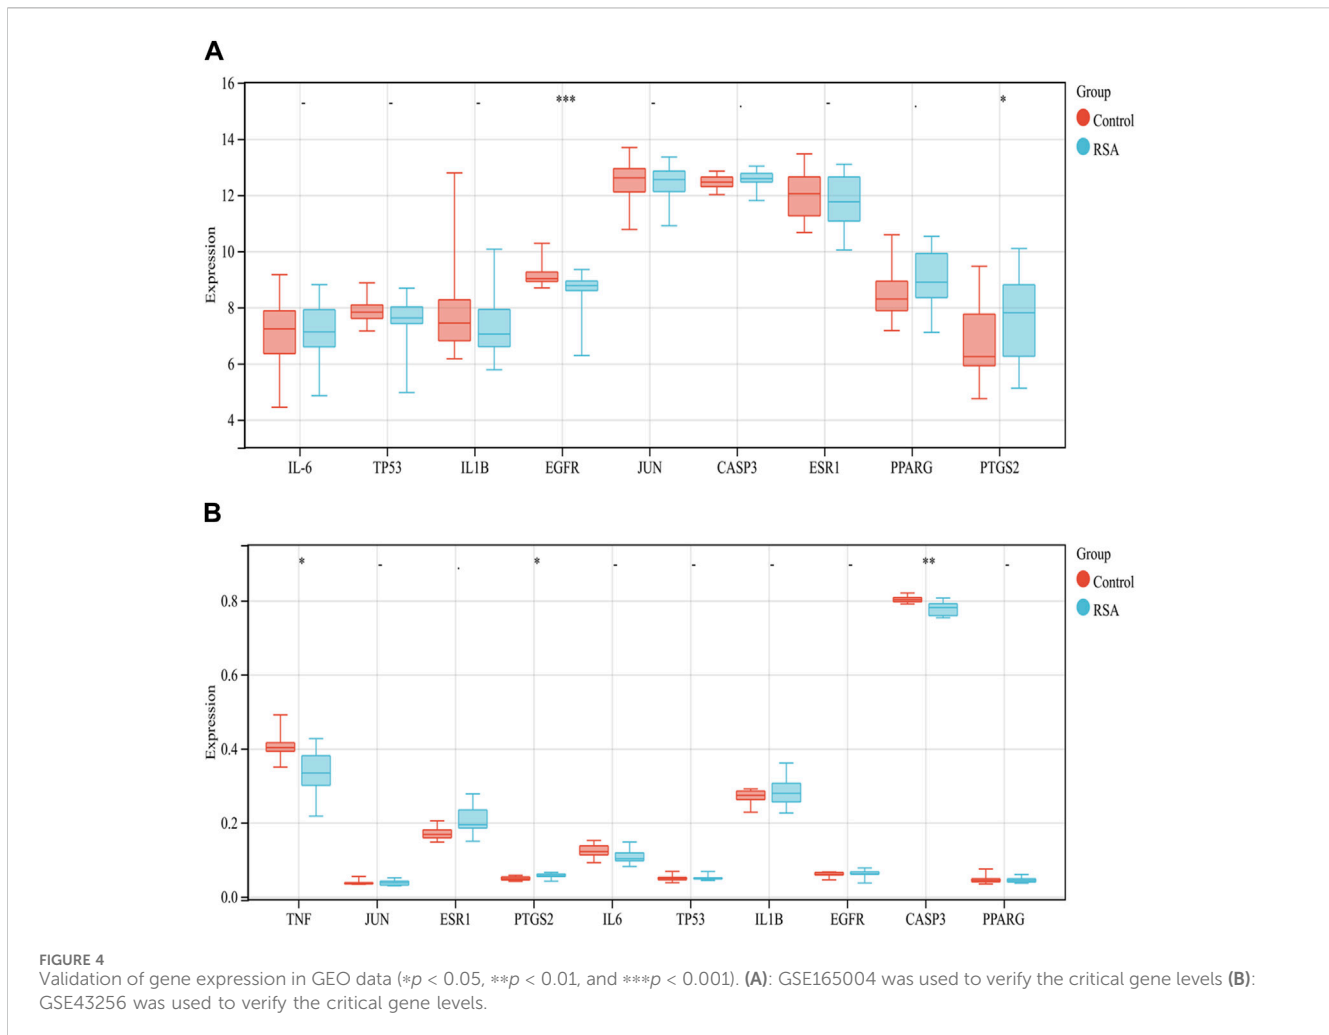 A
16
14
12
10
8
6
4
Expression
- - - *** - . - . *
IL-6 TP53 IL1B EGFR JUN CASP3 ESR1 PPARG PTGS2
Group
Control
RSA
B
0.8
0.6
0.4
0.2
0.0
Expression
* - . * - - - - ** -
TNF JUN ESR1 PTGS2 IL6 TP53 IL1B EGFR CASP3 PPARG
Group
Control
RSA
FIGURE 4
Validation of gene expression in GEO data (∗p < 0.05, ∗∗p < 0.01, and ∗∗∗p < 0.001). (A): GSE165004 was used to verify the critical gene levels (B):
GSE43256 was used to verify the critical gene levels.